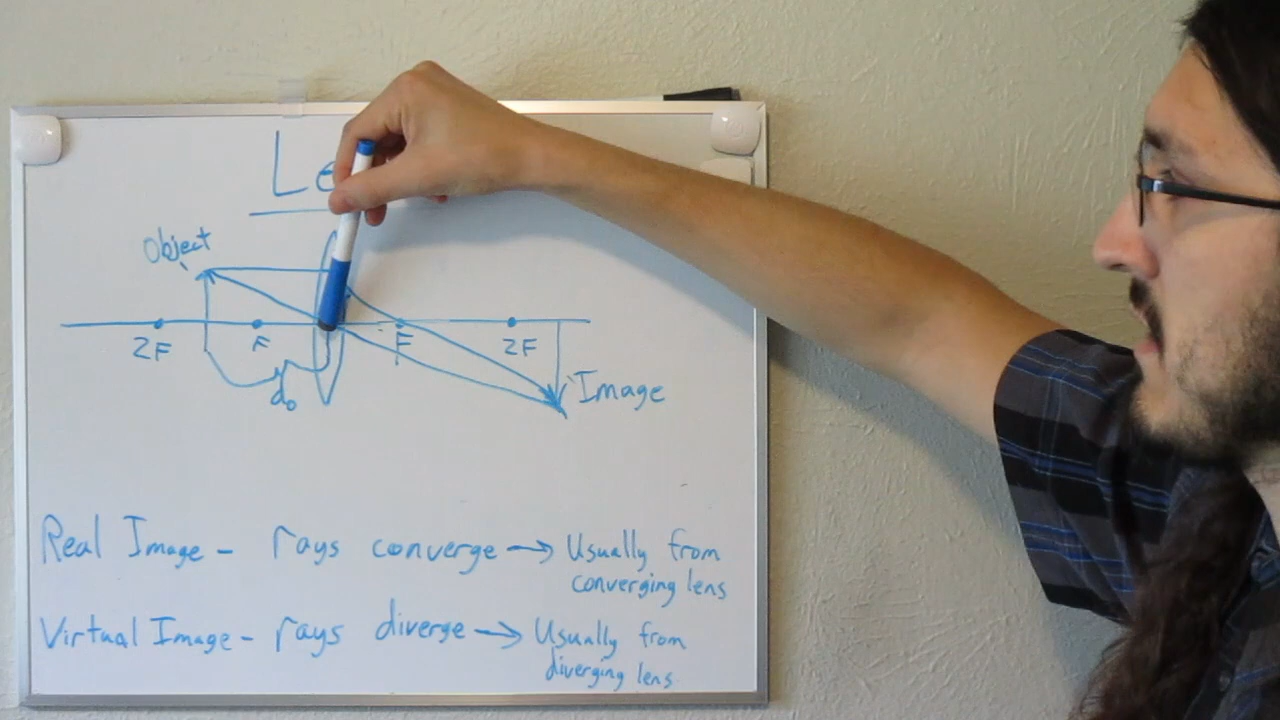 Le
Object
2F F F 2F
do
Image
Real Image - rays converge → Usually from
converging lens
Virtual Image - rays diverge → Usually from
diverging lens